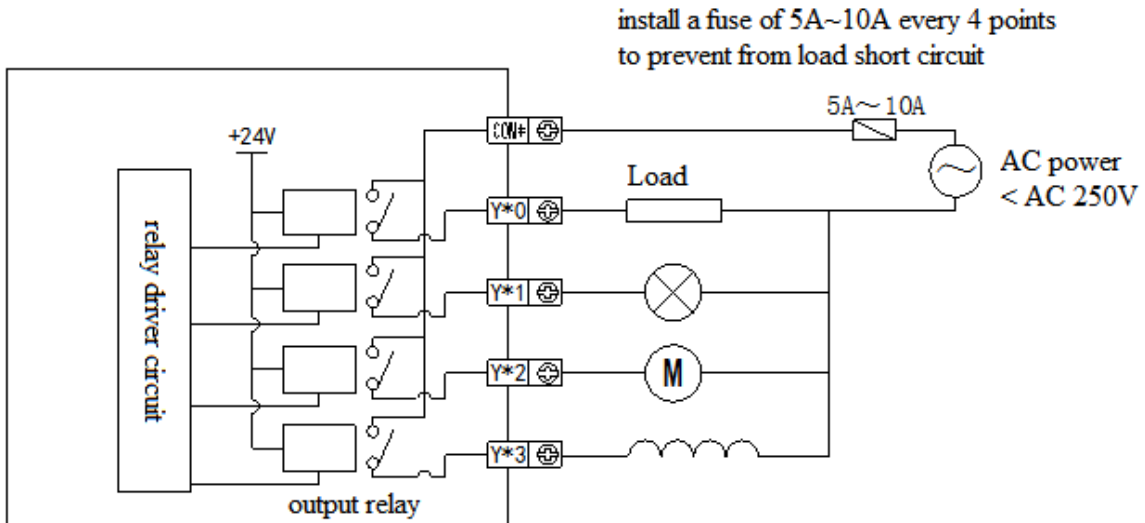 install a fuse of 5A~10A every 4 points
to prevent from load short circuit
5A～10A
COM*
+24V
AC power
< AC 250V
Load
Y*0
relay driver circuit
Y*1
Y*2
M
Y*3
output relay